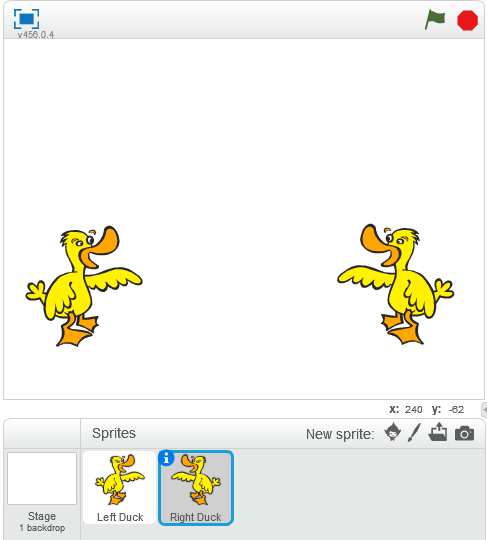 v456.0.4
x: 240 y: -62
Sprites
New sprite:
Left Duck
Right Duck
Stage
1 backdrop